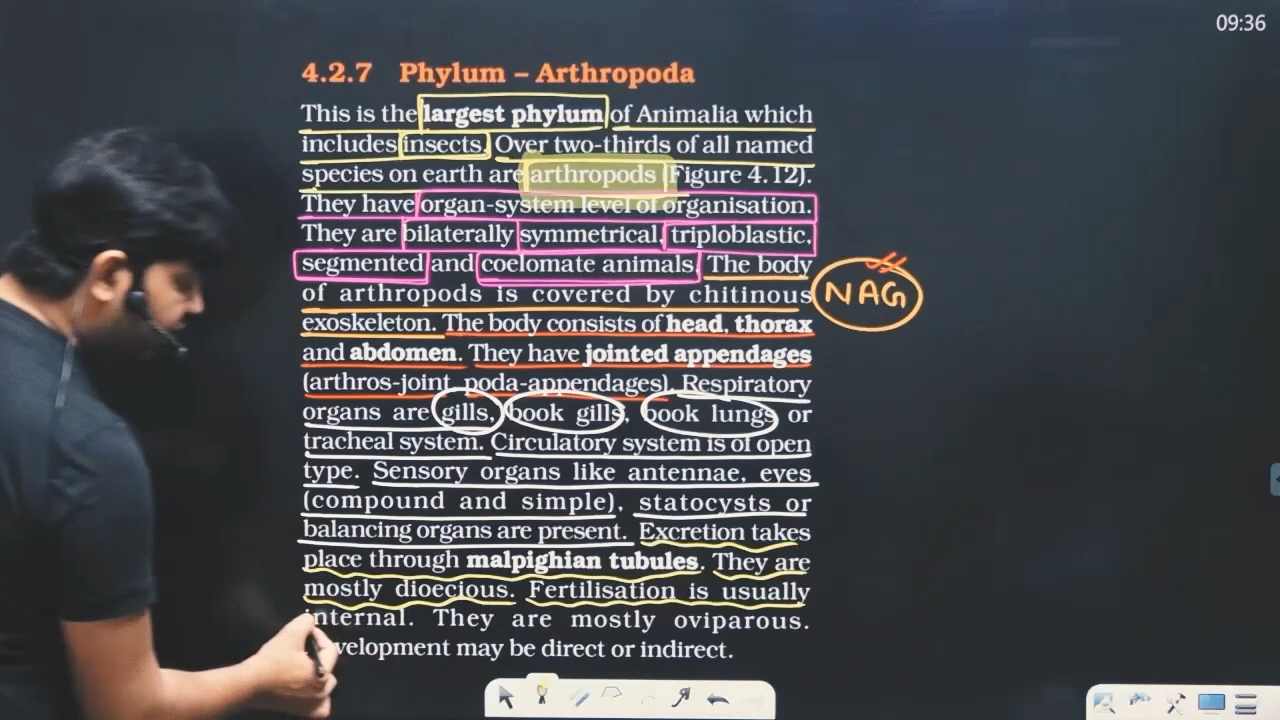 09:36
4.2.7 Phylum – Arthropoda
This is the largest phylum of Animalia which
includes insects. Over two-thirds of all named
species on earth are arthropods (Figure 4.12).
They have organ-system level of organisation.
They are bilaterally symmetrical, triploblastic,
segmented and coelomate animals. The body
of arthropods is covered by chitinous
NAG
exoskeleton. The body consists of head, thorax
and abdomen. They have jointed appendages
(arthros-joint, poda-appendages). Respiratory
organs are gills, book gills, book lungs or
tracheal system. Circulatory system is of open
type. Sensory organs like antennae, eyes
(compound and simple), statocysts or
balancing organs are present. Excretion takes
place through malpighian tubules. They are
mostly dioecious. Fertilisation is usually
internal. They are mostly oviparous.
velopment may be direct or indirect.